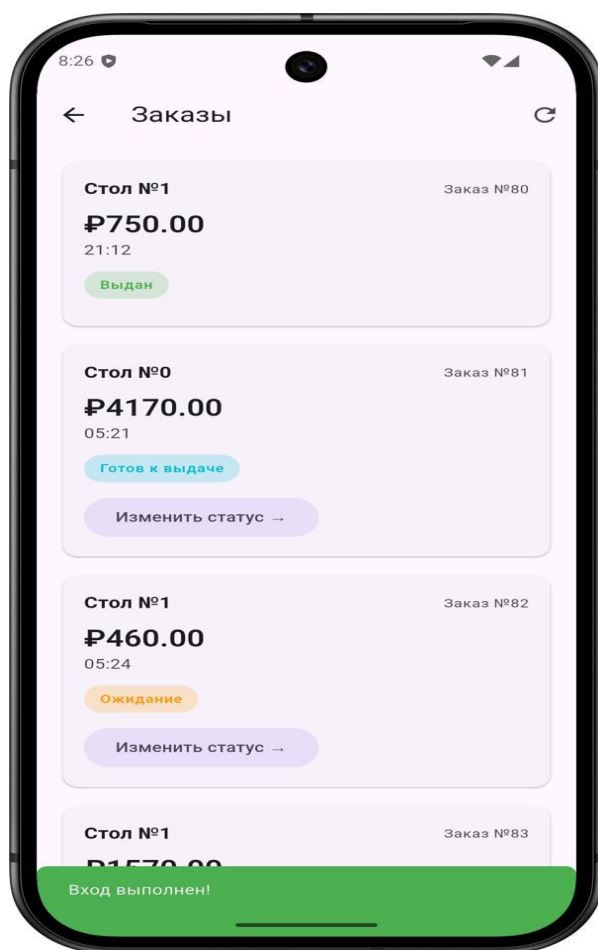 8:26
Заказы
Стол №1
Заказ №80
₽750.00
21:12
Выдан
Стол №0
Заказ №81
₽4170.00
05:21
Готов к выдаче
Изменить статус →
Стол №1
Заказ №82
₽460.00
05:24
Ожидание
Изменить статус →
Стол №1
Заказ №83
Вход выполнен!